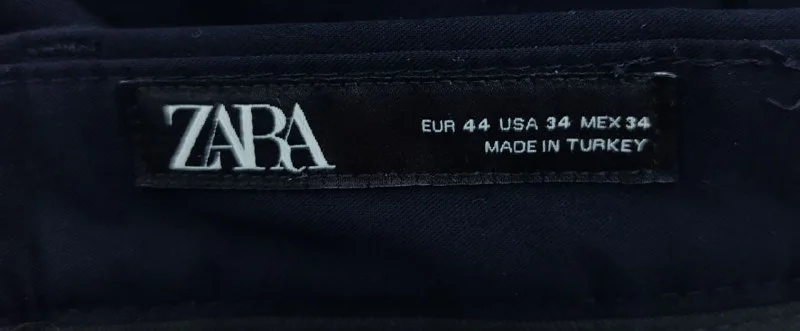 ZARA
EUR 44 USA 34 MEX 34
MADE IN TURKEY